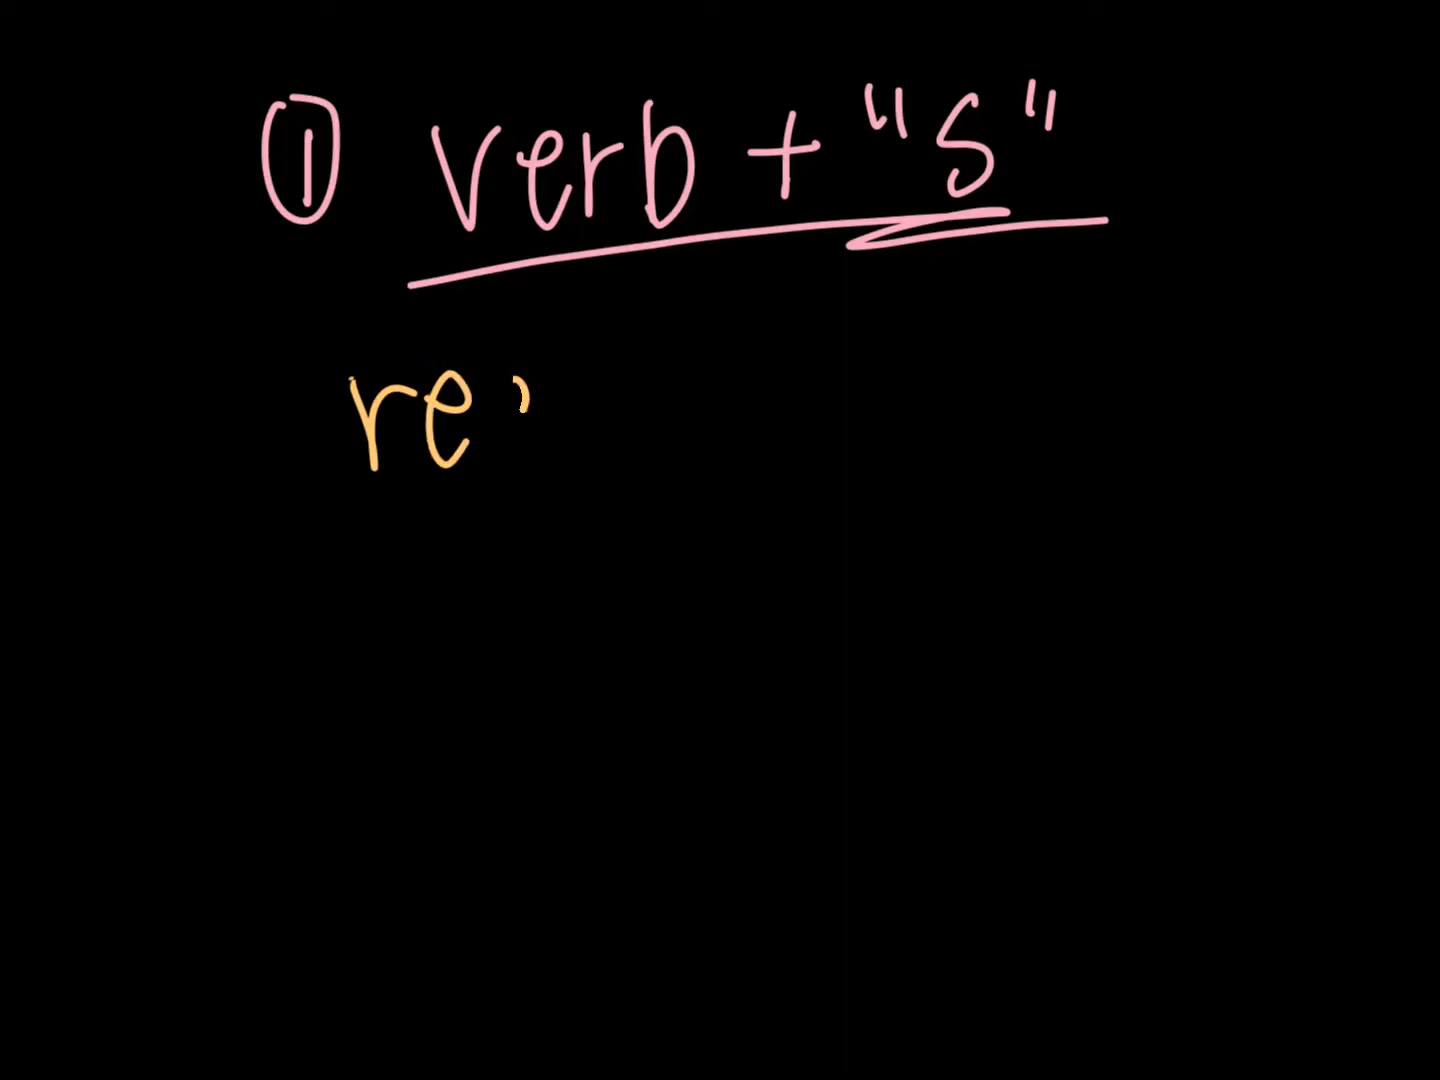 ① verb + "s"
re